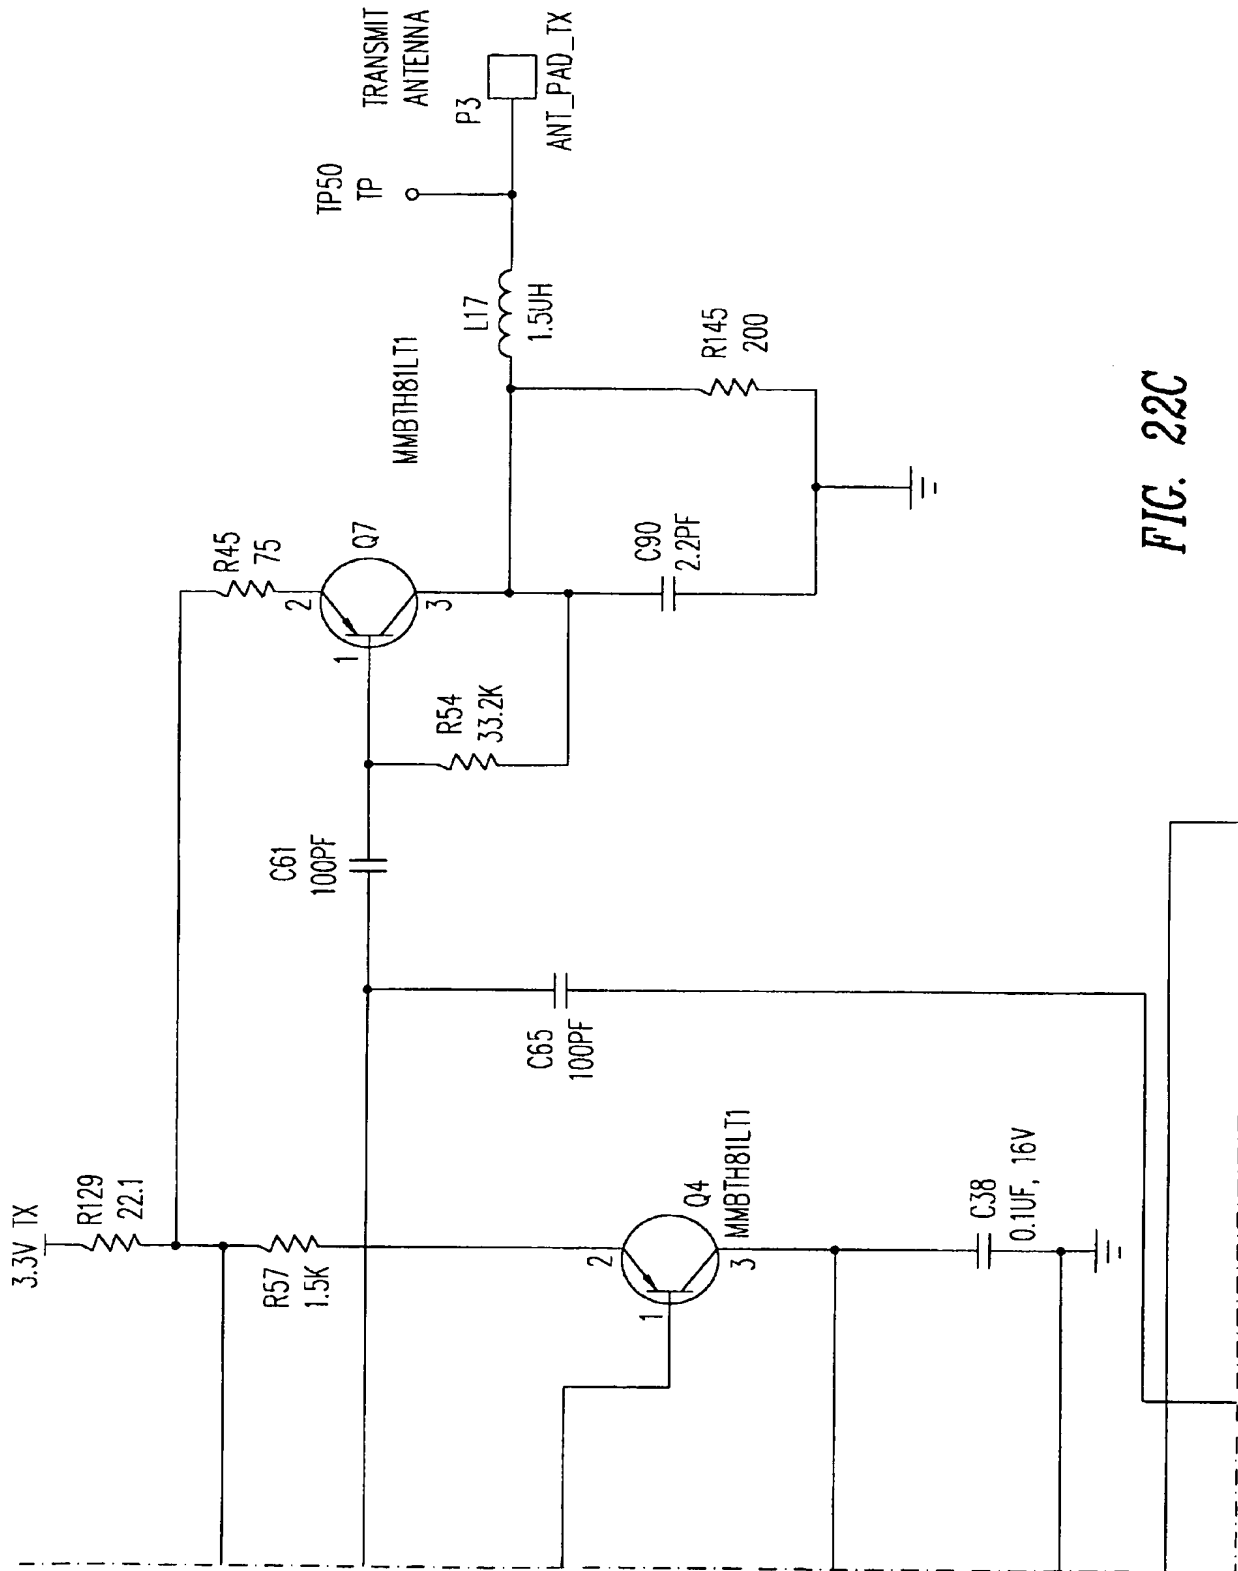 TRANSMIT
ANTENNA
P3
ANT_PAD_TX
TP50
TP
L17
1.5UH
MMBTH81LT1
R145
200
R45
75
2
Q7
1
3
C90
2.2PF
R54
33.2K
C61
100PF
C65
100PF
3.3V TX
R129
22.1
R57
1.5K
2
Q4
MMBTH81LT1
1
3
C38
0.1UF, 16V
FIG. 22C